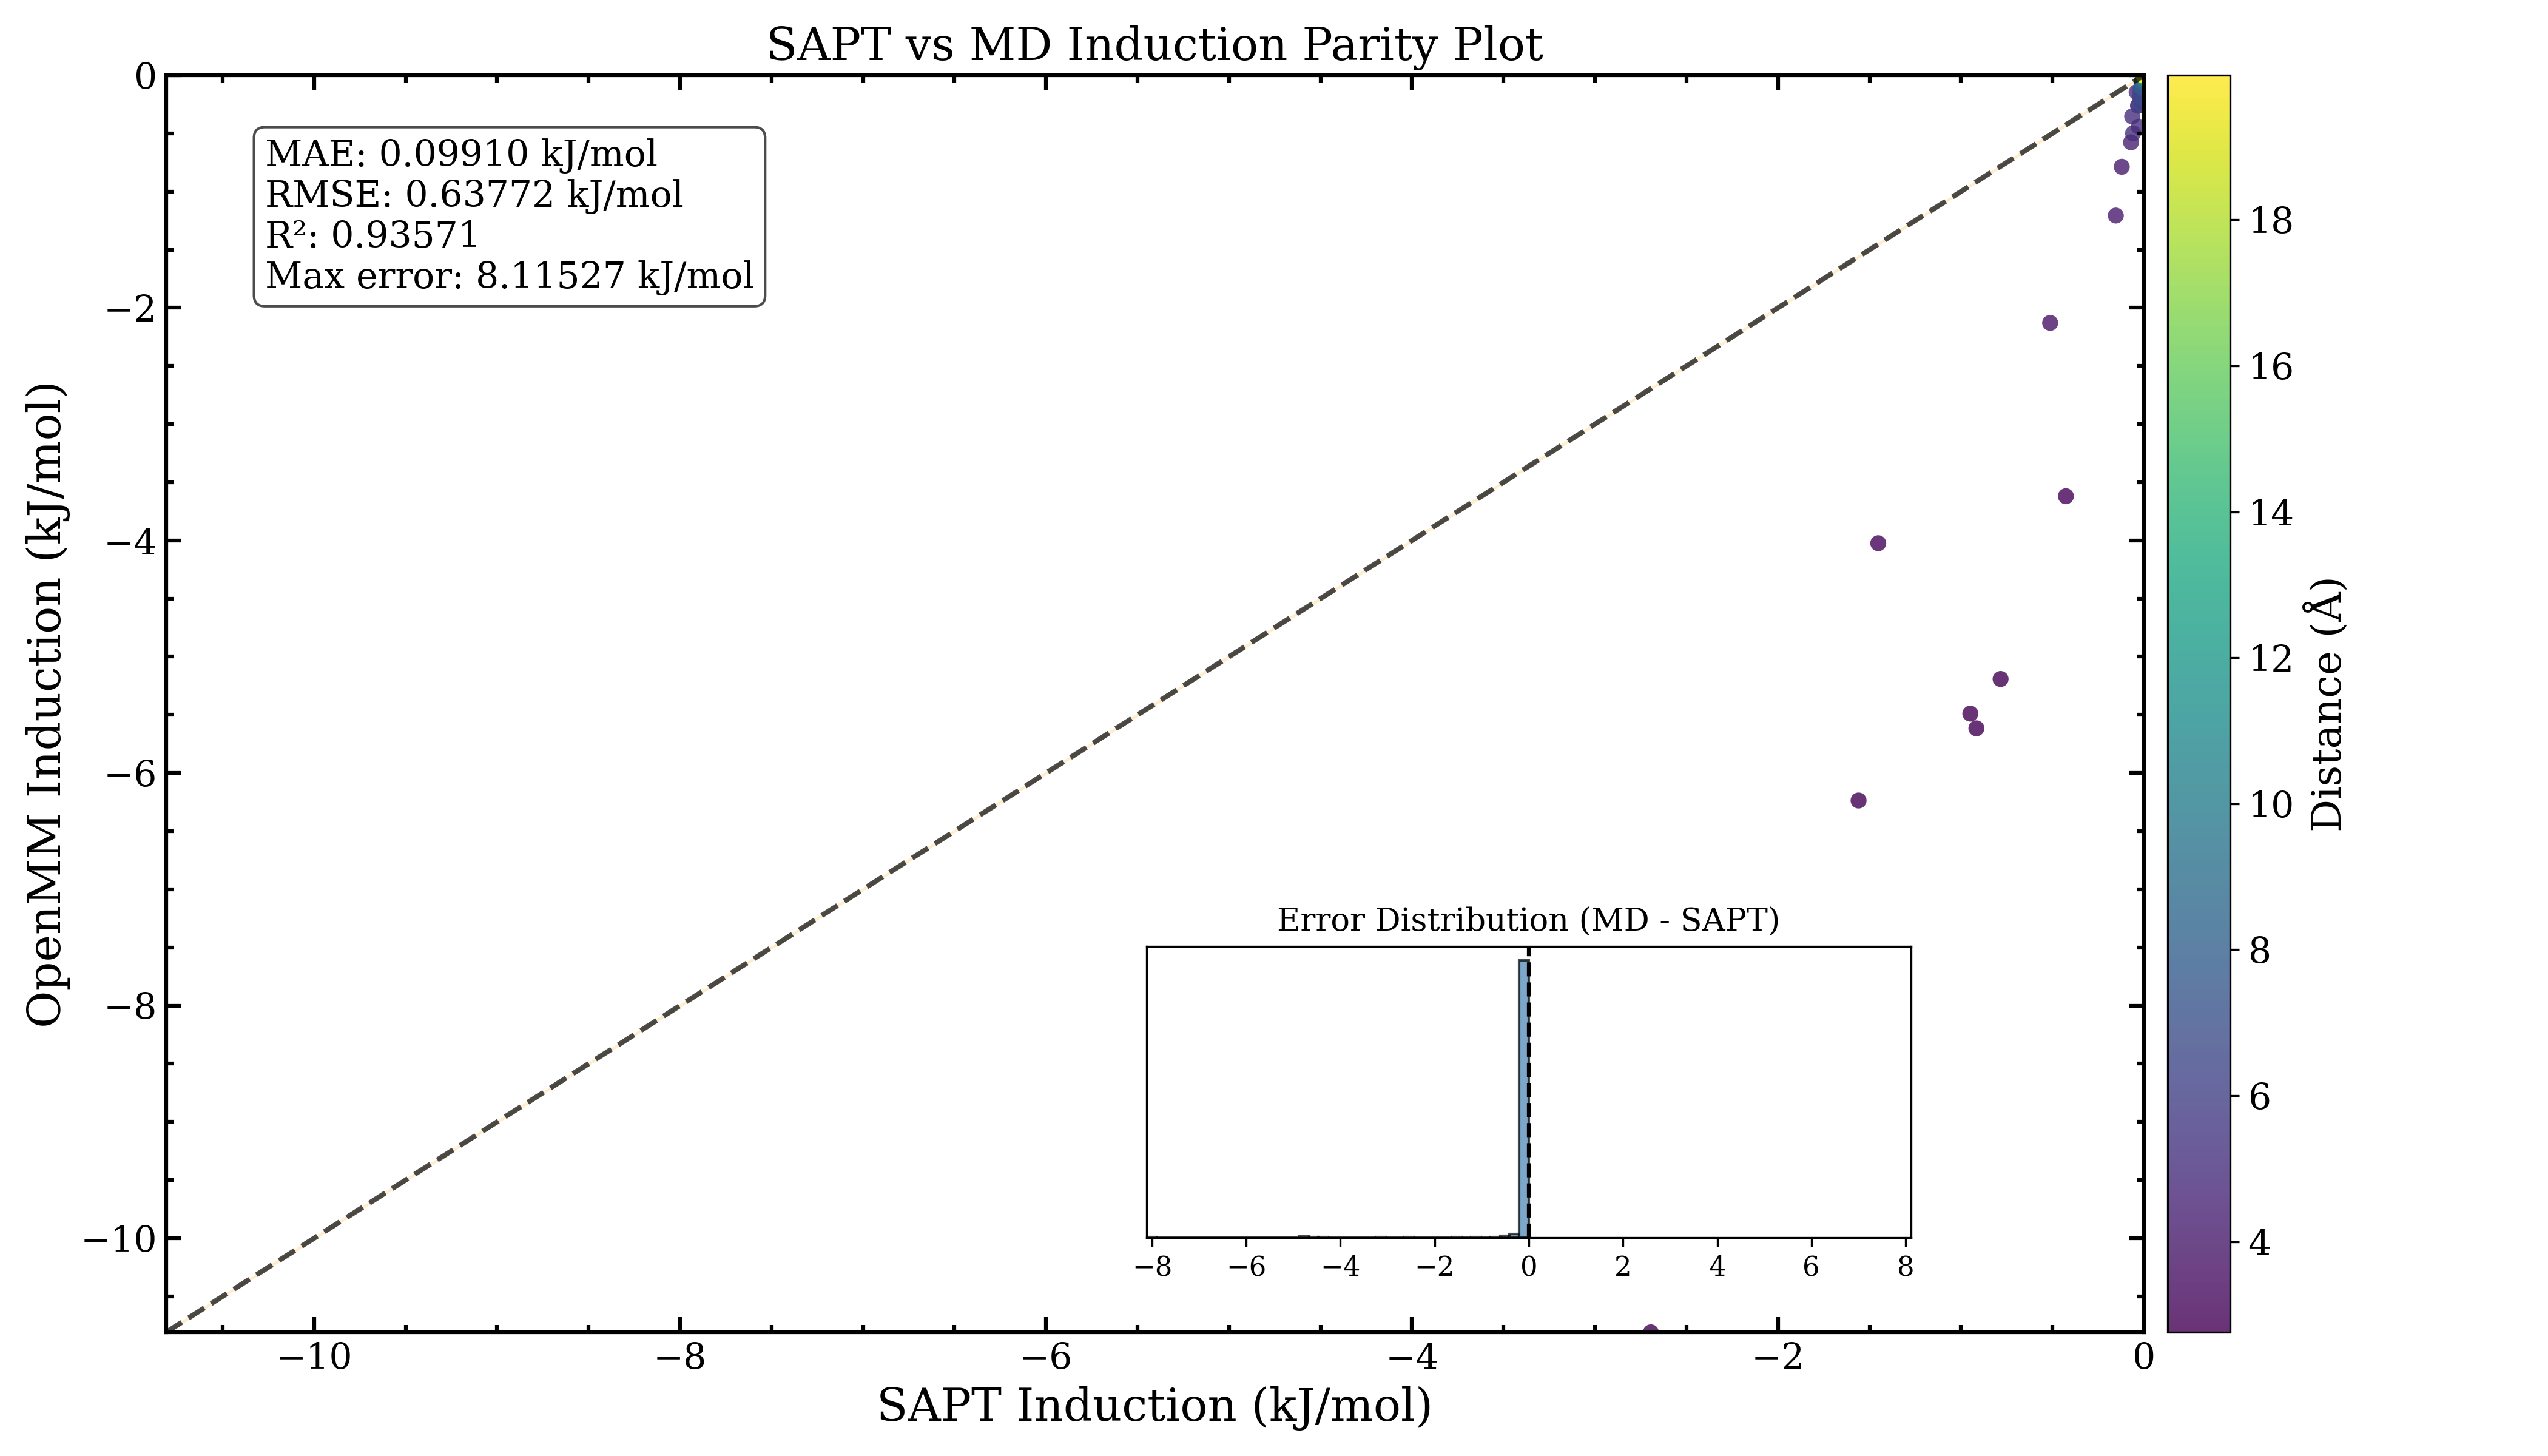 SAPT vs MD Induction Parity Plot
0
−2
−4
−6
−8
−10
OpenMM Induction (kJ/mol)
MAE: 0.09910 kJ/mol
RMSE: 0.63772 kJ/mol
R²: 0.93571
Max error: 8.11527 kJ/mol
Error Distribution (MD - SAPT)
−8 −6 −4 −2 0 2 4 6 8
−10 −8 −6 −4 −2 0
SAPT Induction (kJ/mol)
18
16
14
12
10
8
6
4
Distance (Å)